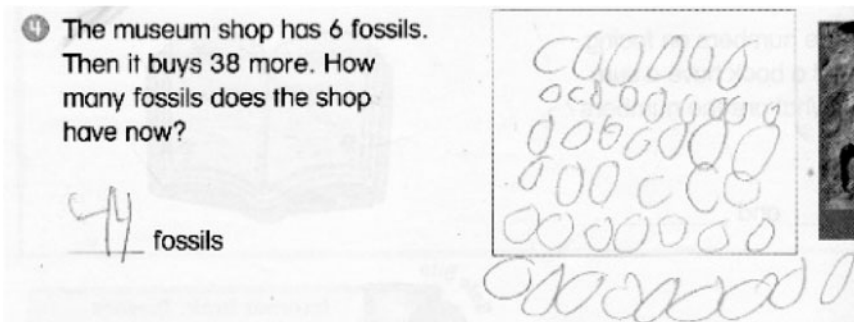 4 The museum shop has 6 fossils.
Then it buys 38 more. How
many fossils does the shop
have now?
44 fossils